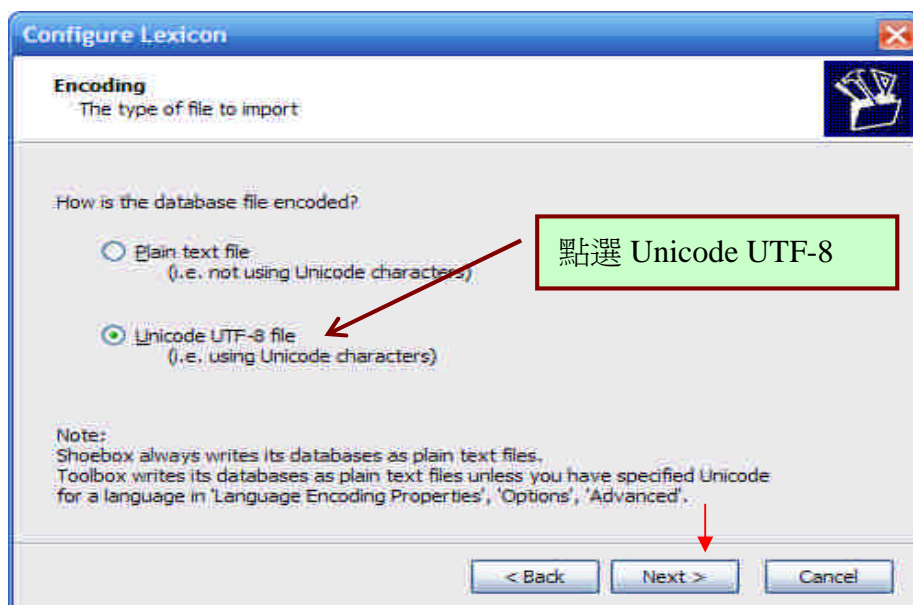 Configure Lexicon
Encoding
The type of file to import
How is the database file encoded?
Plain text file
(i.e. not using Unicode characters)
點選 Unicode UTF-8
Unicode UTF-8 file
(i.e. using Unicode characters)
Note:
Shoebox always writes its databases as plain text files.
Toolbox writes its databases as plain text files unless you have specified Unicode
for a language in 'Language Encoding Properties', 'Options', 'Advanced'.
< Back
Next >
Cancel